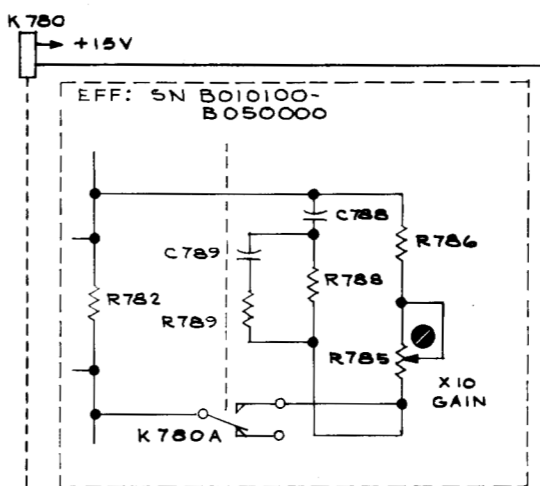 K780
+15V
EFF: SN B010100-
B050000
C788
R786
C789
R788
R782
R789
R785
X10
GAIN
K780A